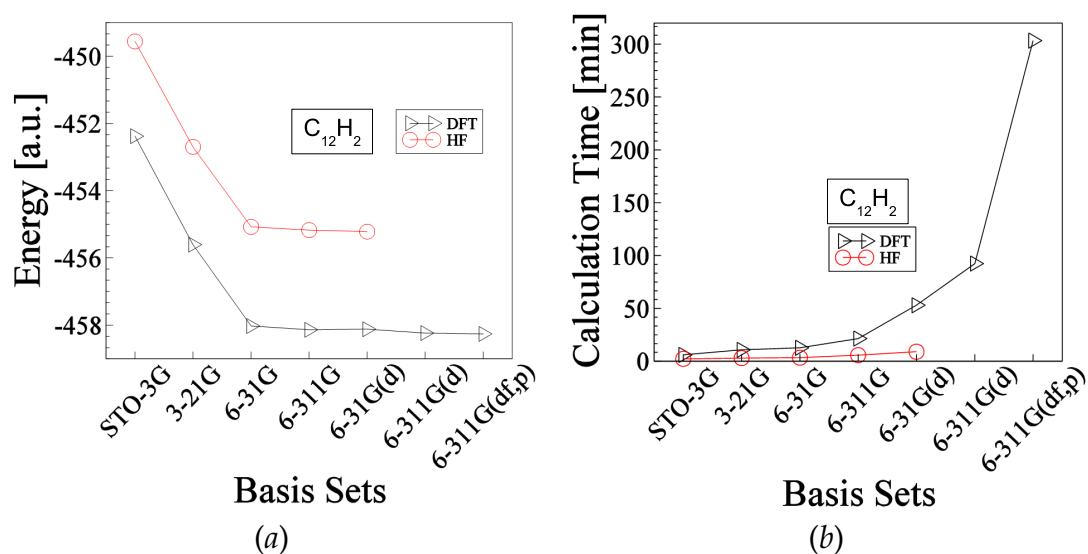 Energy [a.u.]
-450
-452
-454
-456
-458
C₁₂H₂
DFT
HF
STO-3G
3-21G
6-31G
6-311G
6-31G(d)
6-311G(d)
6-311G(df,p)
Basis Sets
(a)
Calculation Time [min]
300
250
200
150
100
50
0
C₁₂H₂
DFT
HF
STO-3G
3-21G
6-31G
6-311G
6-31G(d)
6-311G(d)
6-311G(df,p)
Basis Sets
(b)